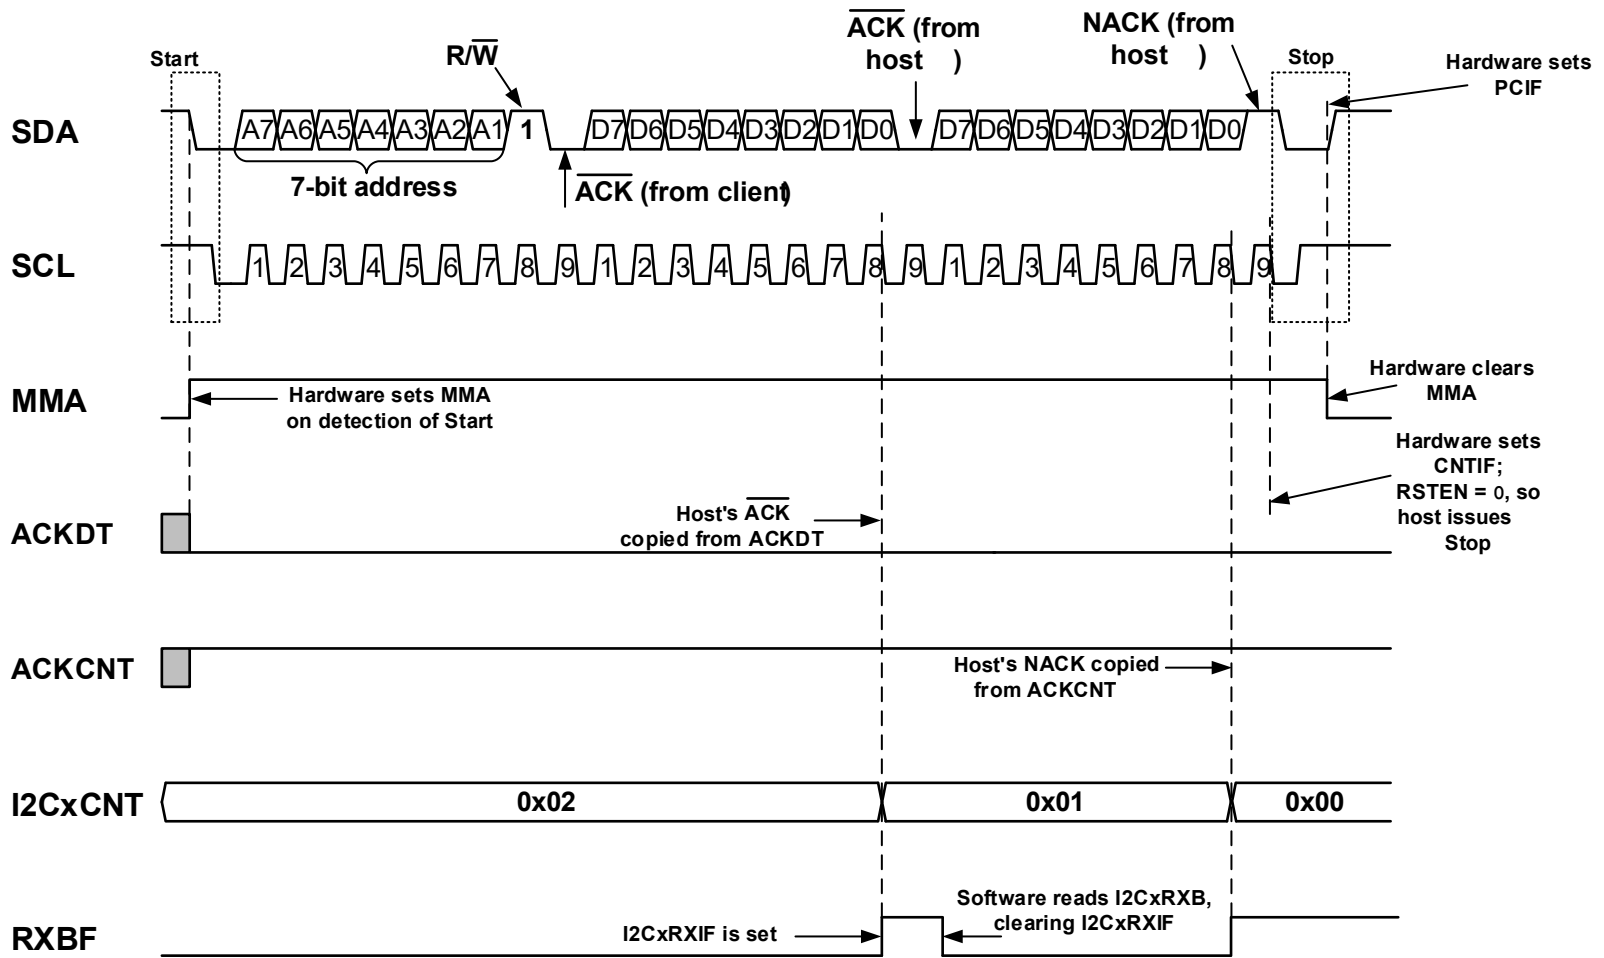 Start
R/W̅
A̅C̅K̅ (from
host )
NACK (from
host )
Stop
Hardware sets
PCIF
SDA
A7 A6 A5 A4 A3 A2 A1 1 D7 D6 D5 D4 D3 D2 D1 D0 D7 D6 D5 D4 D3 D2 D1 D0
7-bit address
A̅C̅K̅ (from client)
SCL
1 2 3 4 5 6 7 8 9 1 2 3 4 5 6 7 8 9 1 2 3 4 5 6 7 8 9
MMA
Hardware sets MMA
on detection of Start
Hardware clears
MMA
Hardware sets
CNTIF;
RSTEN = 0, so
host issues
Stop
ACKDT
Host's A̅C̅K̅
copied from ACKDT
ACKCNT
Host's NACK copied
from ACKCNT
I2CxCNT
0x02 0x01 0x00
RXBF
I2CxRXIF is set
Software reads I2CxRXB,
clearing I2CxRXIF